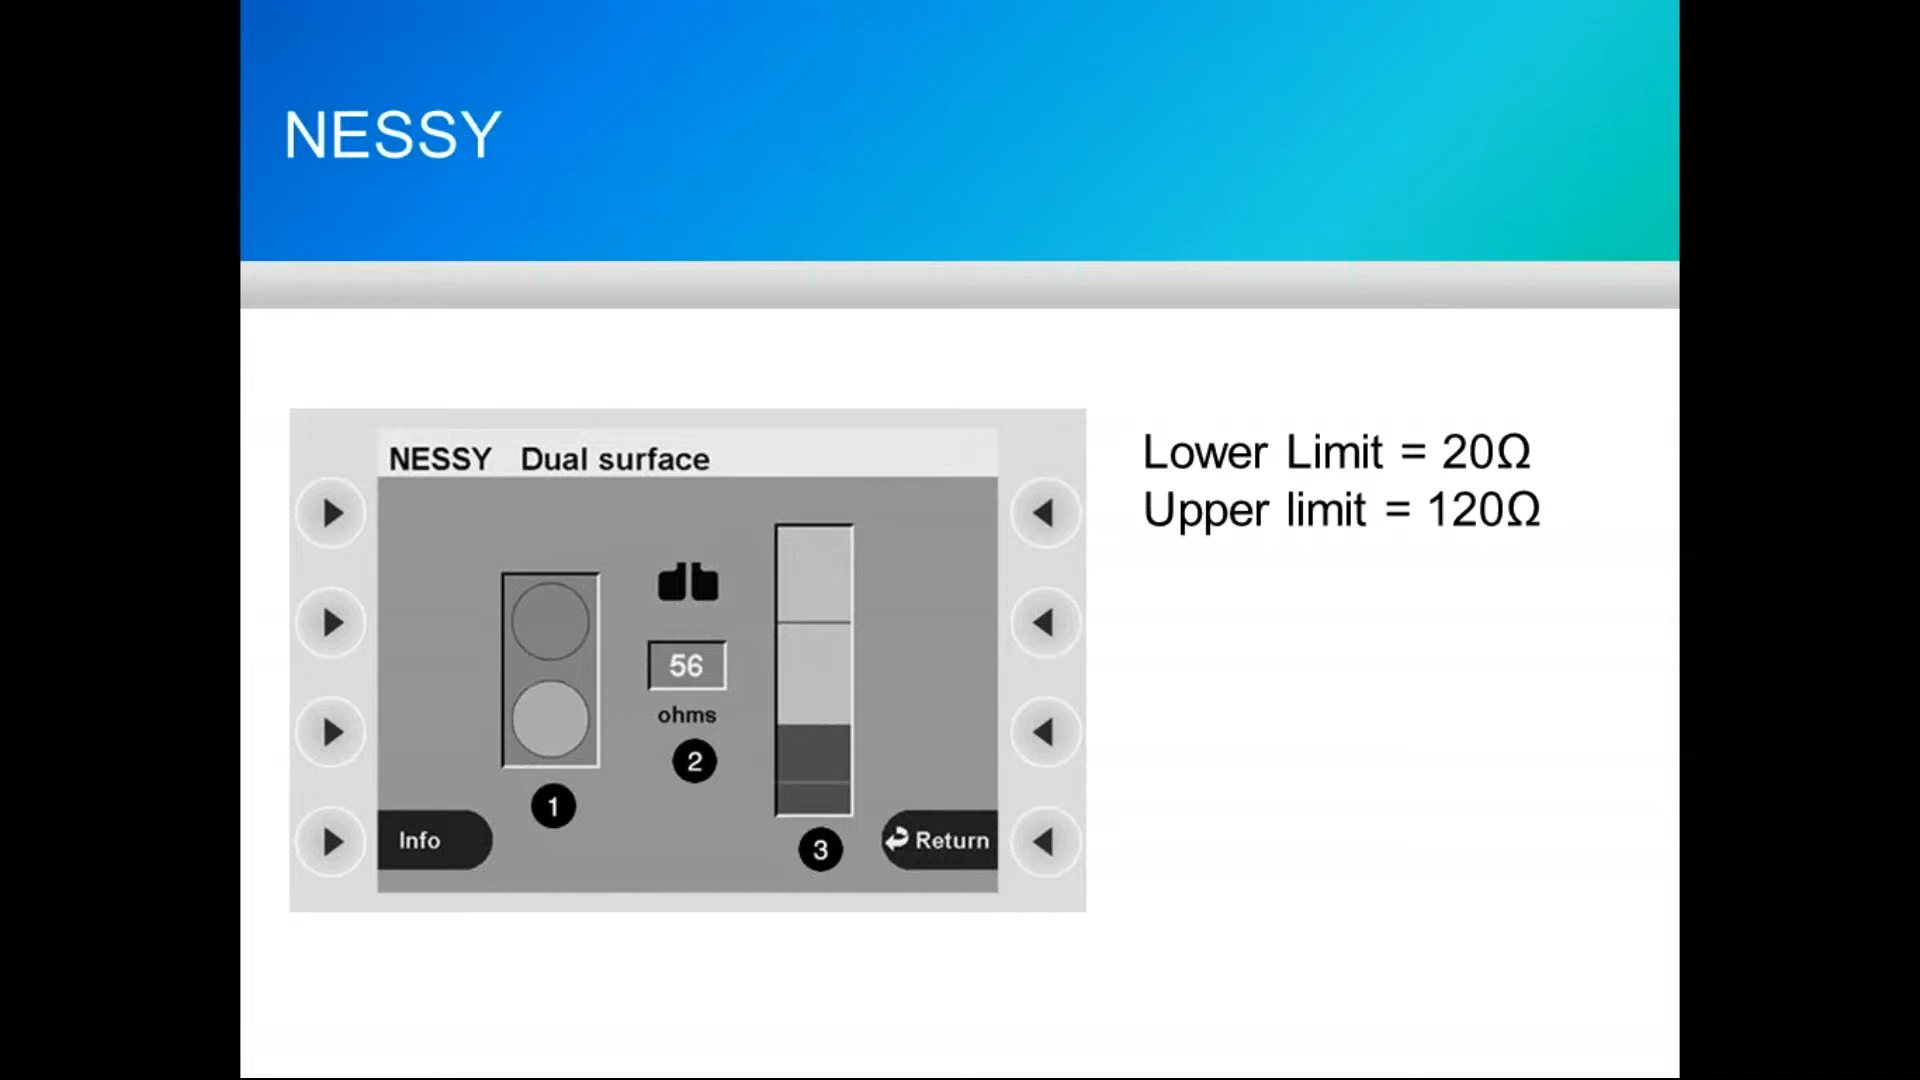 NESSY
NESSY Dual surface
56
ohms
2
1
3
Info
Return
Lower Limit = 20Ω
Upper limit = 120Ω